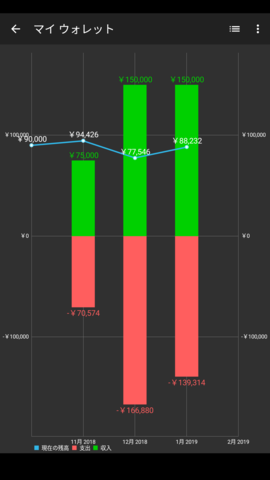 マイ ウォレット
￥150,000 ￥150,000
￥100,000 ￥100,000
￥90,000 ￥94,426 ￥77,546 ￥88,232
￥75,000
￥0 ￥0
-￥70,574
-￥100,000 -￥100,000
-￥139,314
-￥166,880
11月 2018 12月 2018 1月 2019 2月 2019
現在の残高 支出 収入